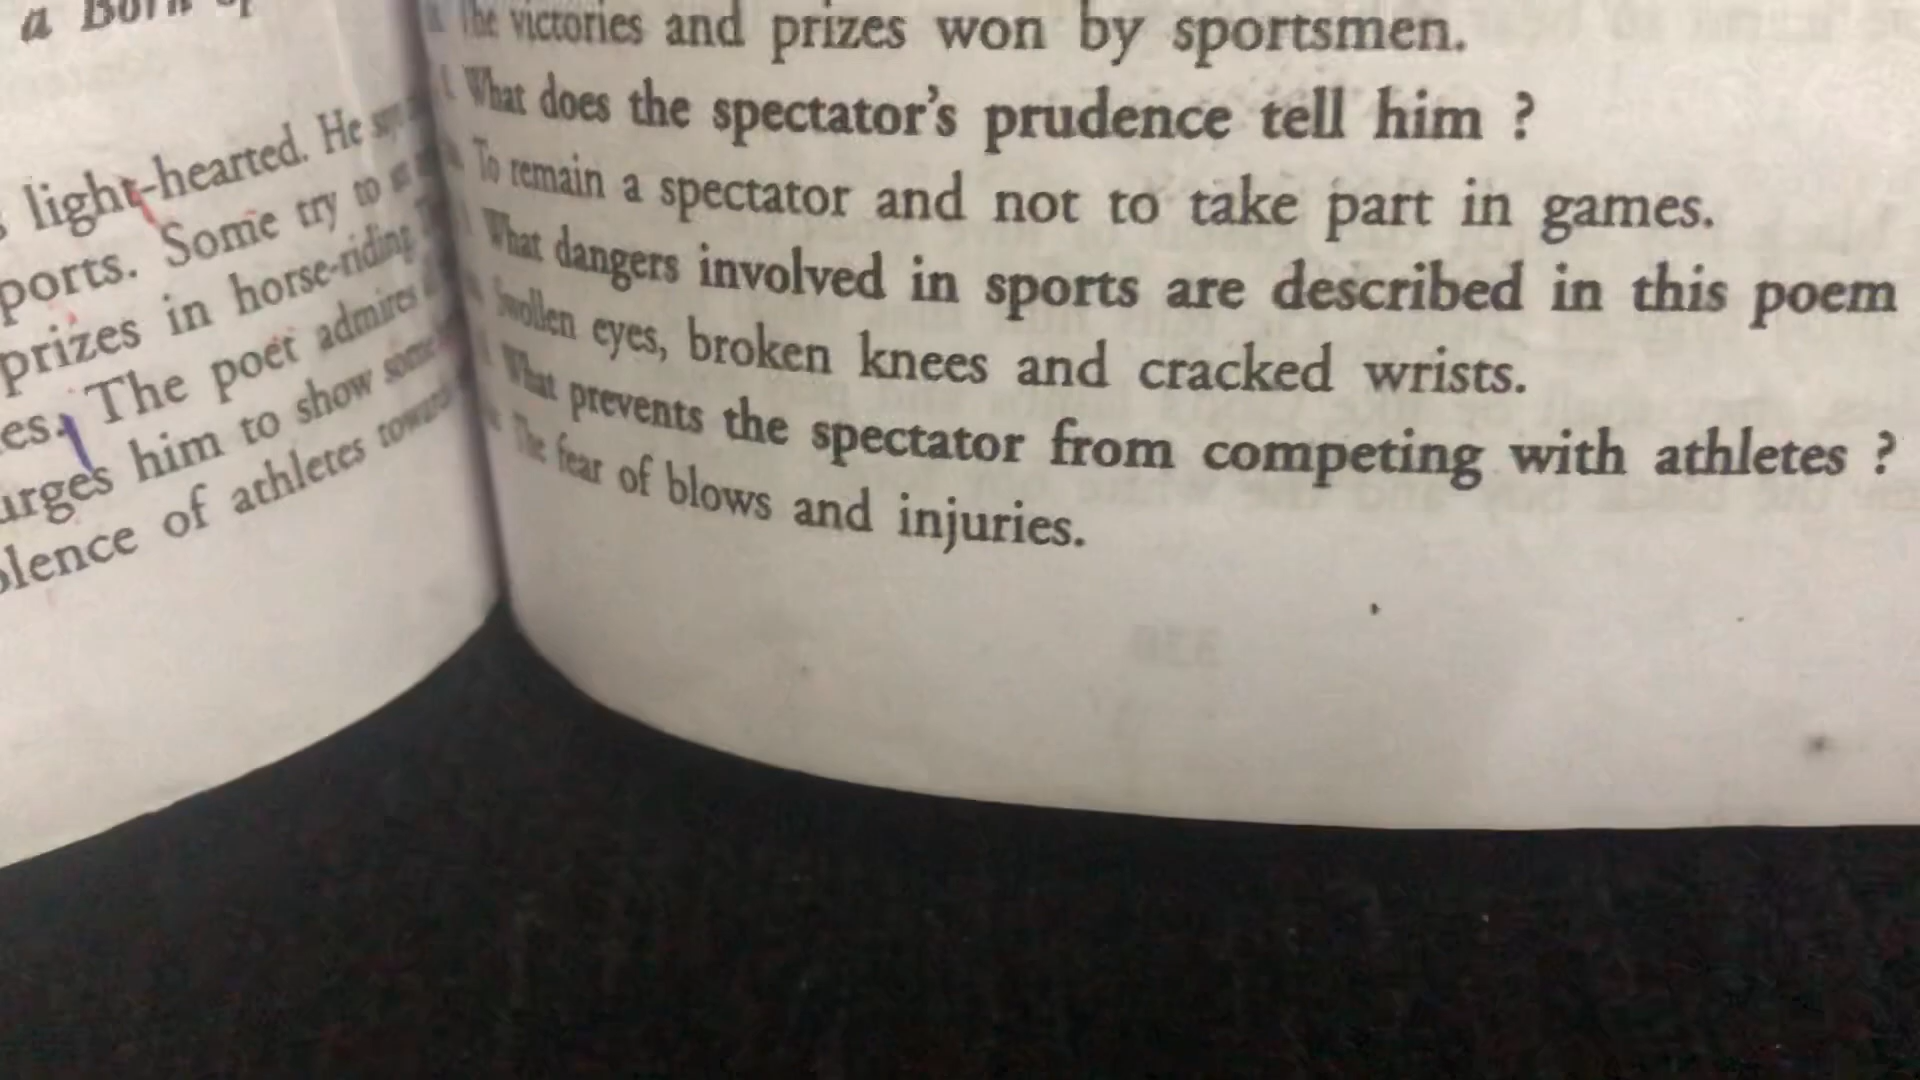 a Born
light-hearted. He
ports. Some try to
prizes in horse-riding
es. The poet admires
urges him to show some
olence of athletes toward
The victories and prizes won by sportsmen.
What does the spectator's prudence tell him ?
To remain a spectator and not to take part in games.
What dangers involved in sports are described in this poem
Swollen eyes, broken knees and cracked wrists.
What prevents the spectator from competing with athletes ?
The fear of blows and injuries.